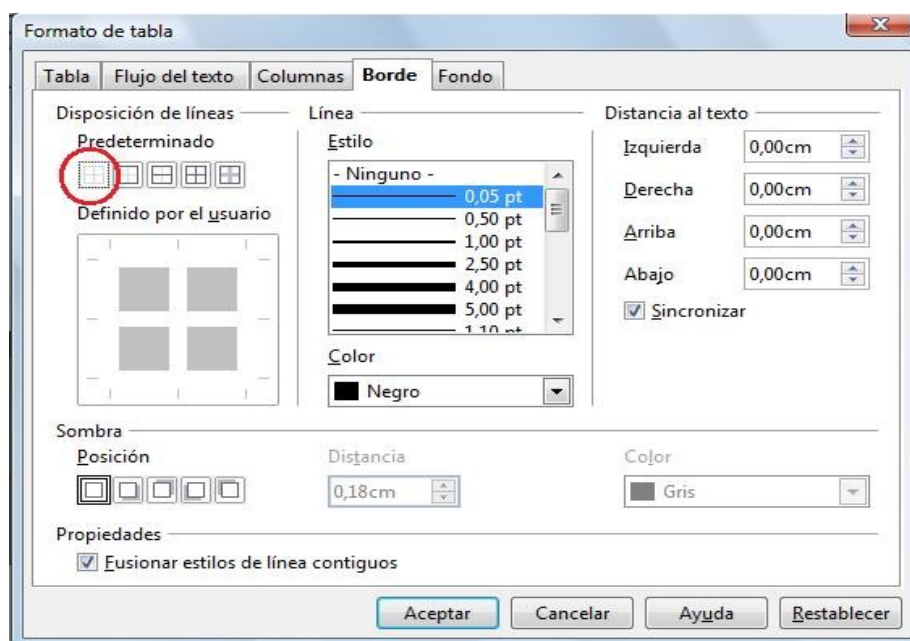 Formato de tabla
Tabla Flujo del texto Columnas Borde Fondo
Disposición de líneas
Predeterminado
Definido por el usuario
Línea
Estilo
- Ninguno -
0,05 pt
0,50 pt
1,00 pt
2,50 pt
4,00 pt
5,00 pt
1,10 pt
Color
Negro
Distancia al texto
Izquierda 0,00cm
Derecha 0,00cm
Arriba 0,00cm
Abajo 0,00cm
Sincronizar
Sombra
Posición
Distancia
0,18cm
Color
Gris
Propiedades
Fusionar estilos de línea contiguos
Aceptar Cancelar Ayuda Restablecer